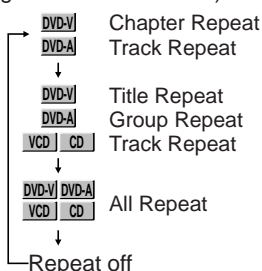 DVD-V Chapter Repeat
DVD-A Track Repeat
DVD-V Title Repeat
DVD-A Group Repeat
VCD CD Track Repeat
DVD-V DVD-A
All Repeat
VCD CD
Repeat off